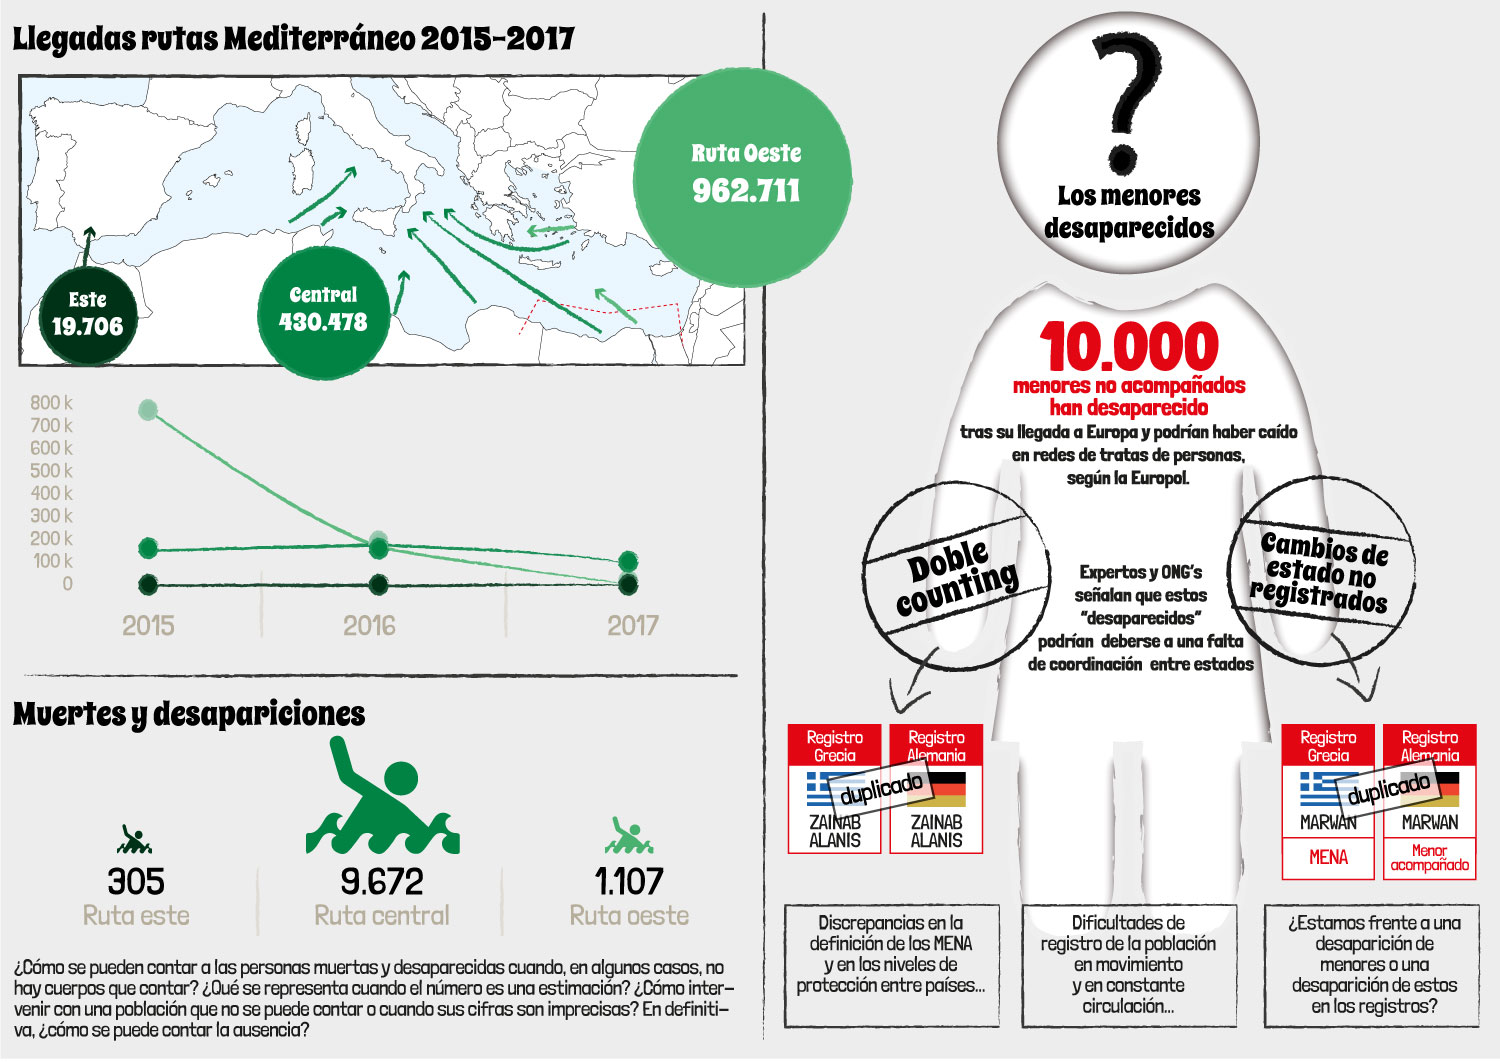 Llegadas rutas Mediterráneo 2015-2017
Ruta Oeste
962.711
Este
19.706
Central
430.478
800 k
700 k
600 k
500 k
400 k
300 k
200 k
100 k
0
2015
2016
2017
Muertes y desapariciones
305
Ruta este
9.672
Ruta central
1.107
Ruta oeste
¿Cómo se pueden contar a las personas muertas y desaparecidas cuando, en algunos casos, no
hay cuerpos que contar? ¿Qué se representa cuando el número es una estimación? ¿Cómo inter-
venir con una población que no se puede contar o cuando sus cifras son imprecisas? En definiti-
va, ¿cómo se puede contar la ausencia?
?
Los menores
desaparecidos
10.000
menores no acompañados
han desaparecido
tras su llegada a Europa y podrían haber caído
en redes de tratas de personas,
según la Europol.
Doble
counting
Expertos y ONG's
señalan que estos
"desaparecidos"
podrían deberse a una falta
de coordinación entre estados
Cambios de
estado no
registrados
Registro
Grecia
Registro
Alemania
duplicado
ZAINAB
ALANIS
ZAINAB
ALANIS
Registro
Grecia
Registro
Alemania
duplicado
MARWAN
MARWAN
MENA
Menor
acompañado
Discrepancias en la
definición de los MENA
y en los niveles de
protección entre países...
Dificultades de
registro de la población
en movimiento
y en constante
circulación...
¿Estamos frente a una
desaparición de
menores o una
desaparición de estos
en los registros?